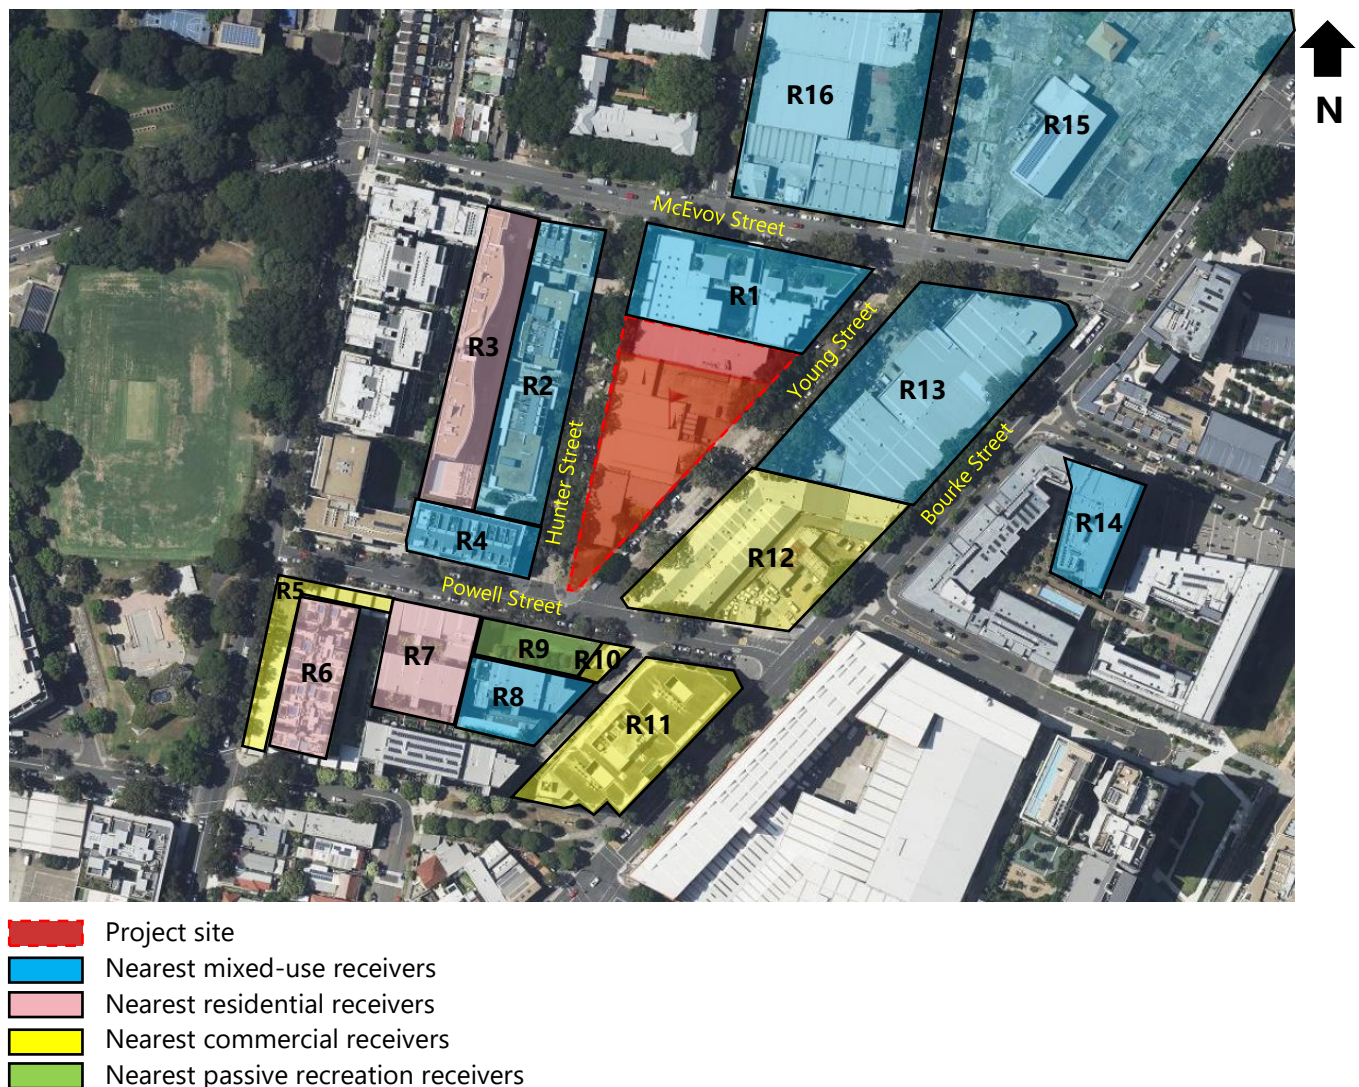 N
R16
R15
McEvoy Street
R1
R3
R2
Young Street
R13
Hunter Street
Bourke Street
R14
R4
R12
Powell Street
R5
R6
R7
R9
R10
R8
R11
Project site
Nearest mixed-use receivers
Nearest residential receivers
Nearest commercial receivers
Nearest passive recreation receivers